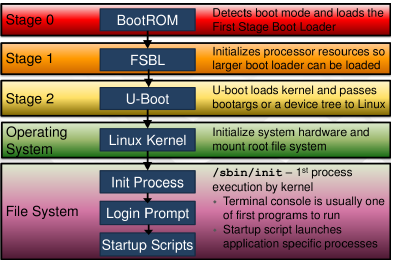 Stage 0
BootROM
Detects boot mode and loads the
First Stage Boot Loader
Stage 1
FSBL
Initializes processor resources so
larger boot loader can be loaded
Stage 2
U-Boot
U-boot loads kernel and passes
bootargs or a device tree to Linux
Operating
System
Linux Kernel
Initialize system hardware and
mount root file system
File System
Init Process
Login Prompt
Startup Scripts
/sbin/init – 1st process
execution by kernel
• Terminal console is usually one
of first programs to run
• Startup script launches
application specific processes